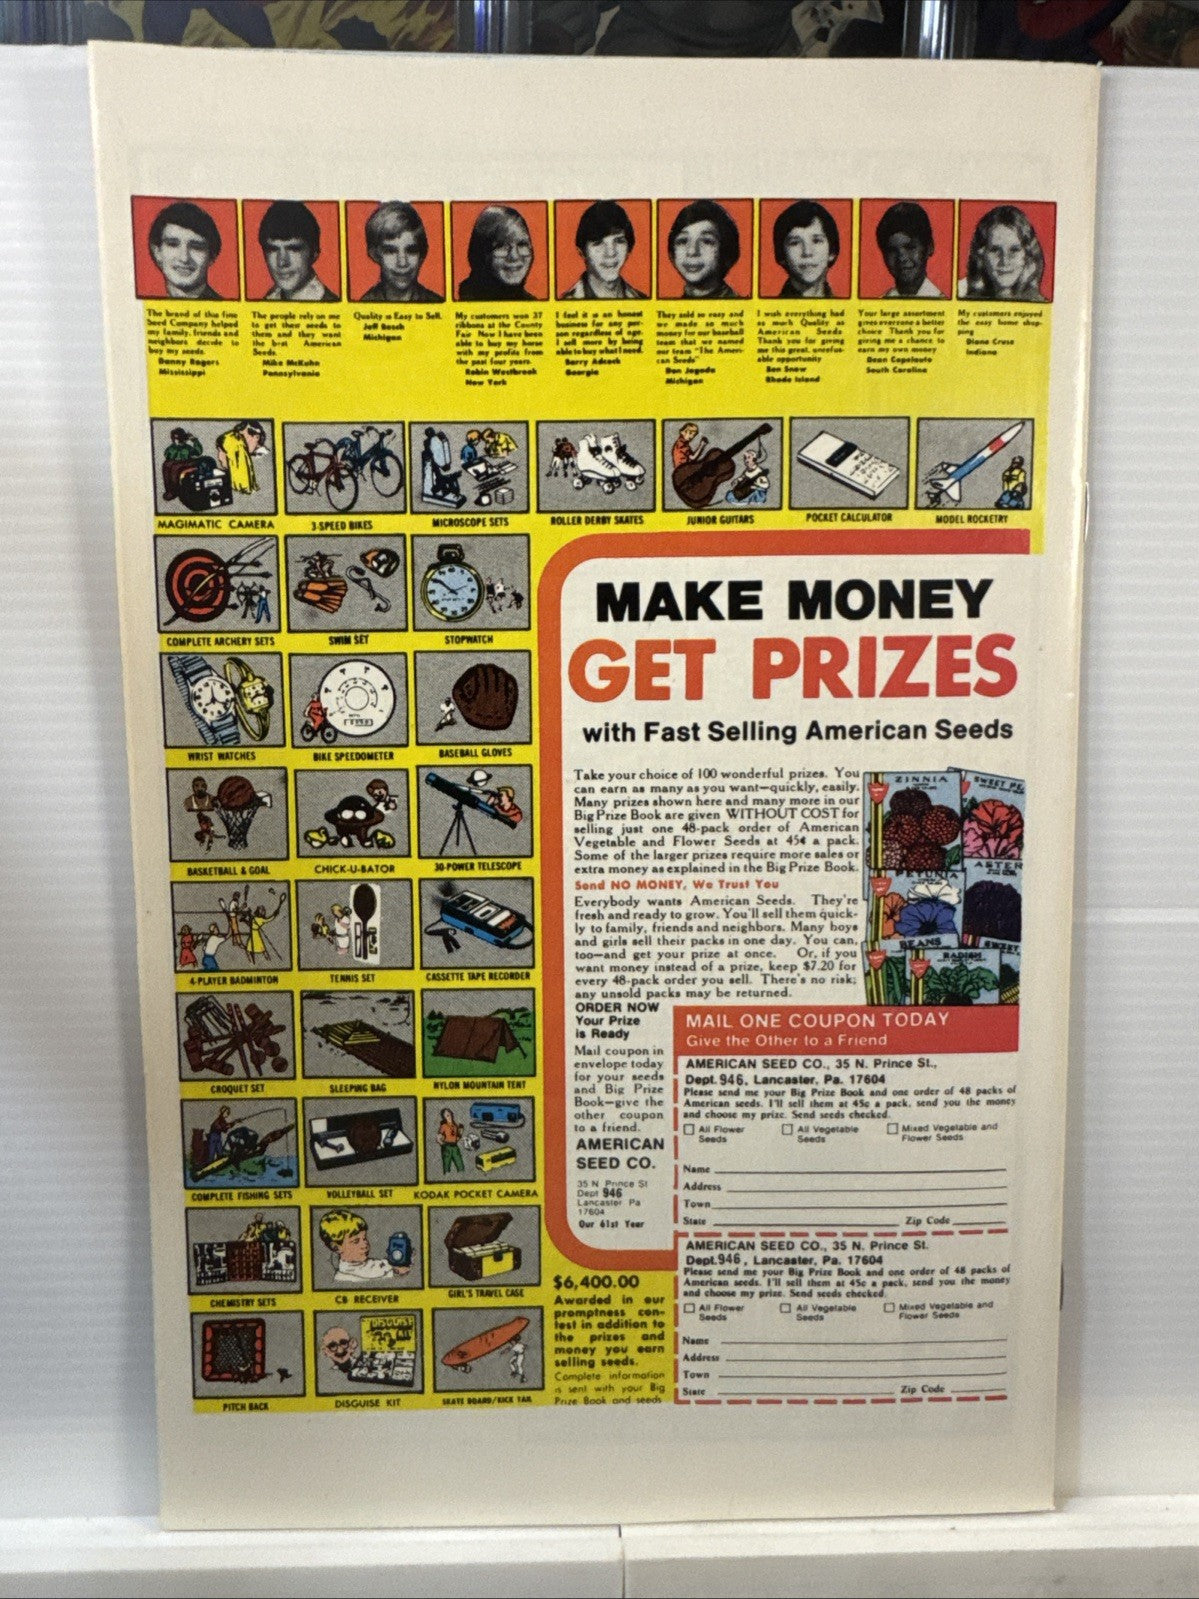 The brand of this fine
Seed Company helped
my family, friends and
neighbors decide to
buy my seeds.
Danny Rogers
Mississippi
The people rely on me
to get their seeds to
them and they want
the best American
Seeds.
Mike McKuhn
Pennsylvania
Quality is Easy to Sell.
Jeff Bosch
Michigan
My customers won 37
ribbons at the County
Fair Now I have been
able to buy my horse
with my profits from
the past four years.
Robin Westbrook
New York
I feel it is an honest
business for any per-
son regardless of age.
I sell more by being
able to buy what I need.
Barry Adcock
Georgia
They sold so easy and
we made so much
money for our baseball
team that we named
our team "The Ameri-
can Seeds"
Don Jagoda
Michigan
I wish everything had
as much Quality as
American Seeds
Thank you for giving
me this great, unrefus-
able opportunity
Ben Snow
Rhode Island
Your large assortment
gives everyone a better
choice Thank you for
giving me a chance to
earn my own money
Dean Capelouto
South Carolina
My customers enjoyed
the easy home shop-
ping
Diana Cruse
Indiana
MAGIMATIC CAMERA
3-SPEED BIKES
MICROSCOPE SETS
ROLLER DERBY SKATES
JUNIOR GUITARS
POCKET CALCULATOR
MODEL ROCKETRY
COMPLETE ARCHERY SETS
SWIM SET
STOPWATCH
WRIST WATCHES
BIKE SPEEDOMETER
BASEBALL GLOVES
BASKETBALL & GOAL
CHICK-U-BATOR
30-POWER TELESCOPE
4-PLAYER BADMINTON
TENNIS SET
CASSETTE TAPE RECORDER
CROQUET SET
SLEEPING BAG
NYLON MOUNTAIN TENT
COMPLETE FISHING SETS
VOLLEYBALL SET
KODAK POCKET CAMERA
CHEMISTRY SETS
CB RECEIVER
GIRL'S TRAVEL CASE
PITCH BACK
DISGUISE KIT
SKATE BOARD/KICK TAIL
MAKE MONEY
GET PRIZES
with Fast Selling American Seeds
Take your choice of 100 wonderful prizes. You
can earn as many as you want—quickly, easily.
Many prizes shown here and many more in our
Big Prize Book are given WITHOUT COST for
selling just one 48-pack order of American
Vegetable and Flower Seeds at 45¢ a pack.
Some of the larger prizes require more sales or
extra money as explained in the Big Prize Book.
Send NO MONEY, We Trust You
Everybody wants American Seeds. They're
fresh and ready to grow. You'll sell them quick-
ly to family, friends and neighbors. Many boys
and girls sell their packs in one day. You can,
too—and get your prize at once. Or, if you
want money instead of a prize, keep $7.20 for
every 48-pack order you sell. There's no risk;
any unsold packs may be returned.
ZINNIA
SWEET PE
ASTER
PETUNIA
BEANS
SWEET
RADISH
ORDER NOW
Your Prize
is Ready
Mail coupon in
envelope today
for your seeds
and Big Prize
Book—give the
other coupon
to a friend.
AMERICAN
SEED CO.
35 N Prince St
Dept 946
Lancaster Pa
17604
Our 61st Year
MAIL ONE COUPON TODAY
Give the Other to a Friend
AMERICAN SEED CO., 35 N. Prince St.,
Dept. 946, Lancaster, Pa. 17604
Please send me your Big Prize Book and one order of 48 packs of
American seeds. I'll sell them at 45c a pack, send you the money
and choose my prize. Send seeds checked.
All Flower Seeds
All Vegetable Seeds
Mixed Vegetable and Flower Seeds
Name
Address
Town
State Zip Code
AMERICAN SEED CO., 35 N. Prince St.
Dept. 946, Lancaster, Pa. 17604
Please send me your Big Prize Book and one order of 48 packs of
American seeds. I'll sell them at 45c a pack, send you the money
and choose my prize. Send seeds checked.
All Flower Seeds
All Vegetable Seeds
Mixed Vegetable and Flower Seeds
Name
Address
Town
State Zip Code
$6,400.00
Awarded in our
promptness con-
test in addition to
the prizes and
money you earn
selling seeds.
Complete information
is sent with your Big
Prize Book and seeds